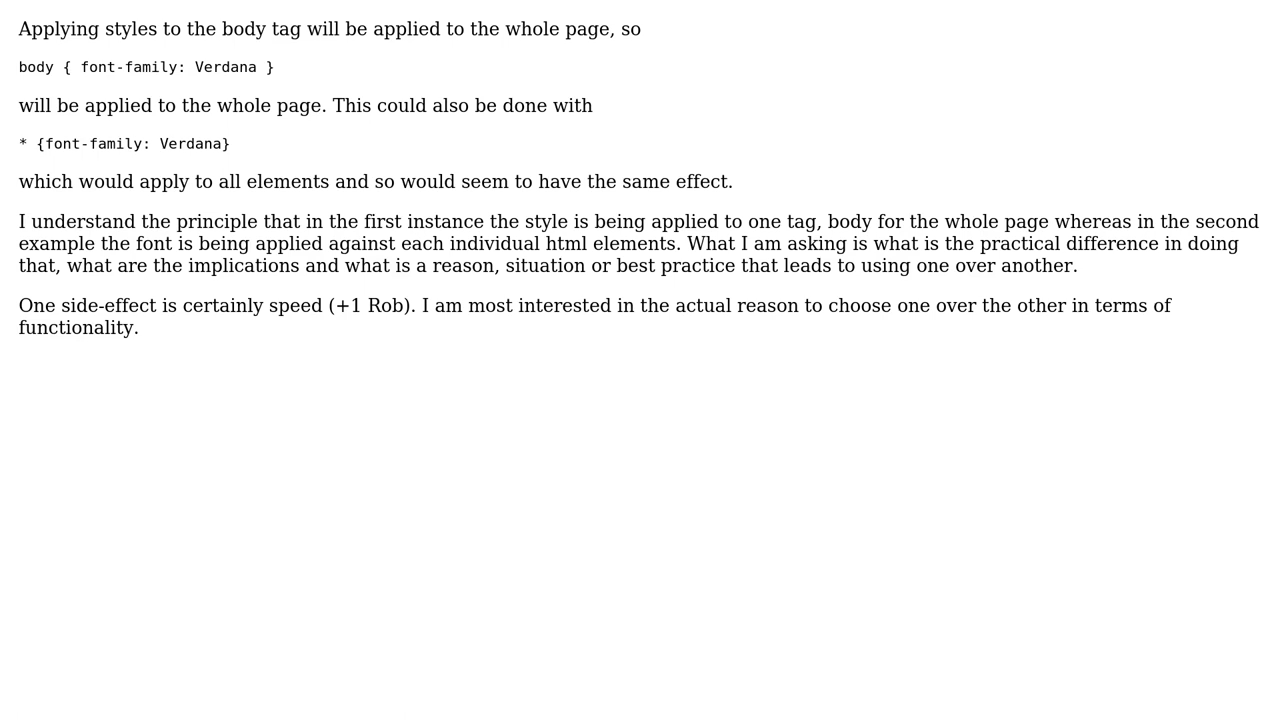 Applying styles to the body tag will be applied to the whole page, so
body { font-family: Verdana }
will be applied to the whole page. This could also be done with
* {font-family: Verdana}
which would apply to all elements and so would seem to have the same effect.
I understand the principle that in the first instance the style is being applied to one tag, body for the whole page whereas in the second
example the font is being applied against each individual html elements. What I am asking is what is the practical difference in doing
that, what are the implications and what is a reason, situation or best practice that leads to using one over another.
One side-effect is certainly speed (+1 Rob). I am most interested in the actual reason to choose one over the other in terms of
functionality.